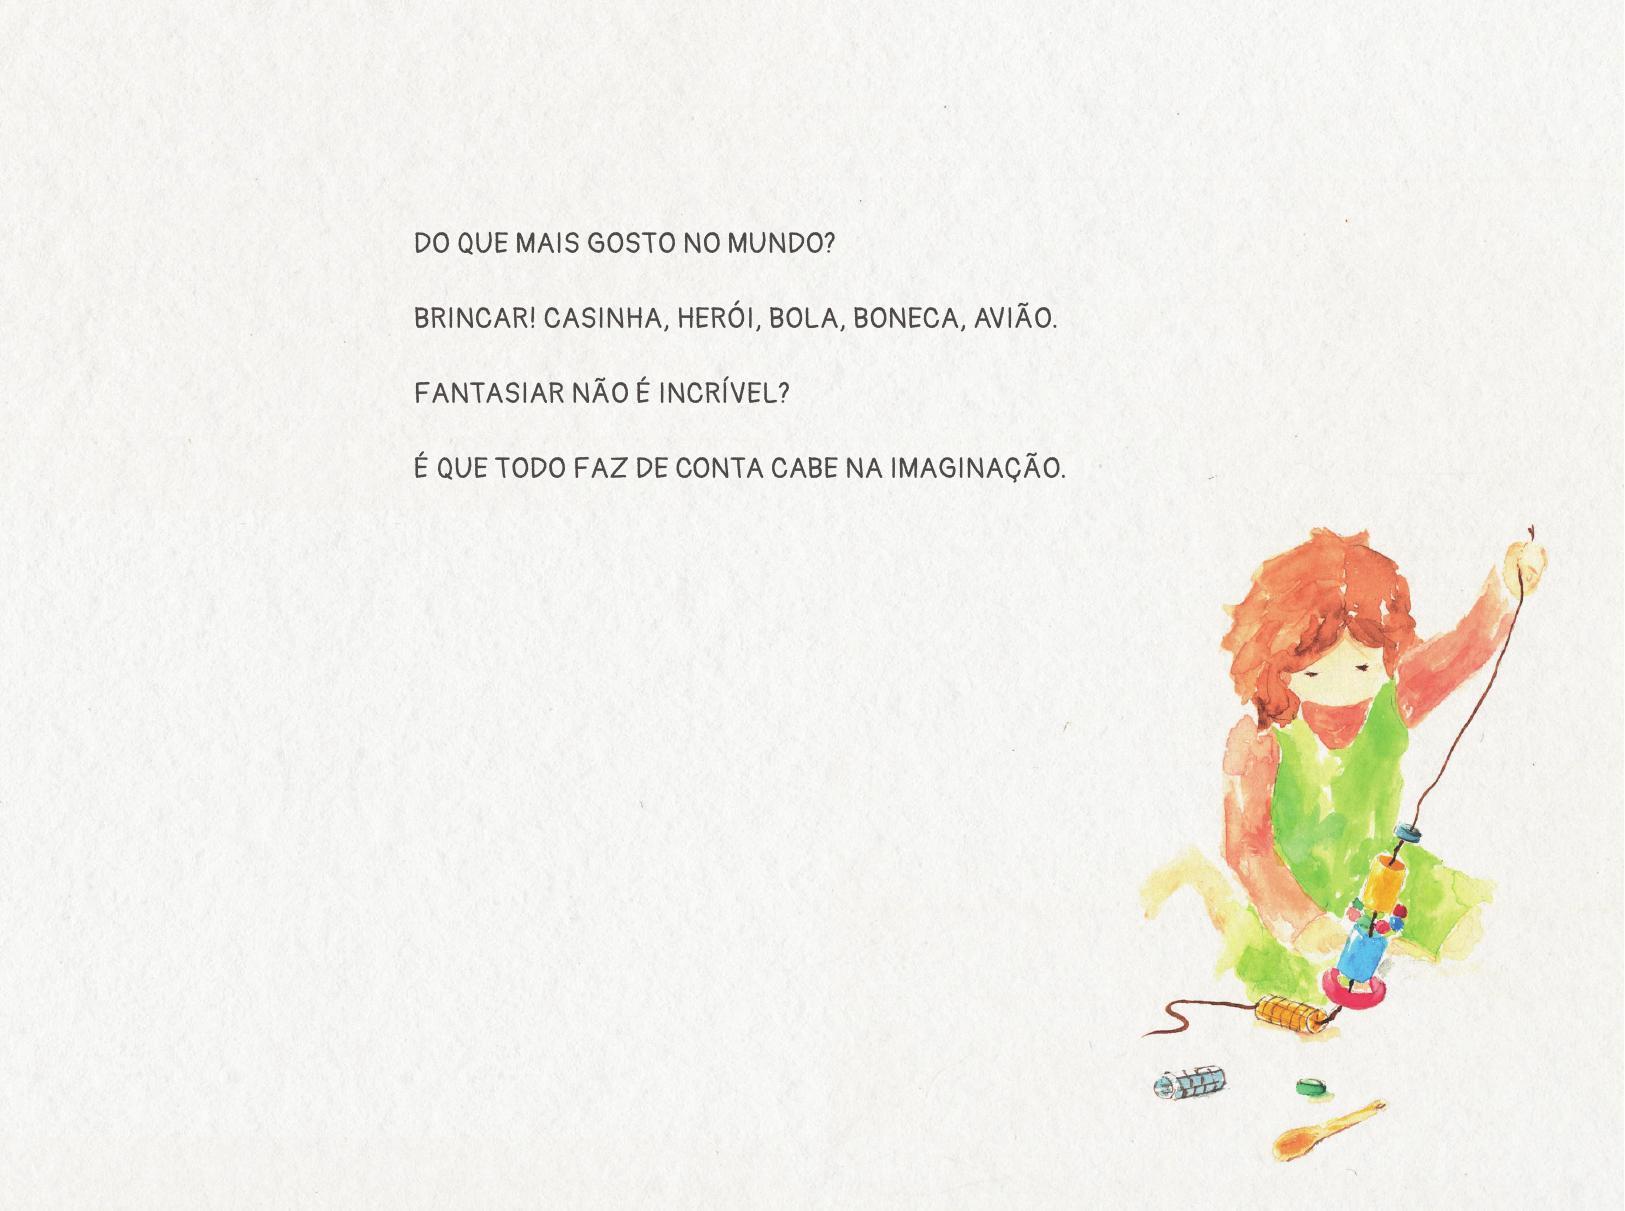 DO QUE MAIS GOSTO NO MUNDO?
BRINCAR! CASINHA, HERÓI, BOLA, BONECA, AVIÃO.
FANTASIAR NÃO É INCRÍVEL?
É QUE TODO FAZ DE CONTA CABE NA IMAGINAÇÃO.